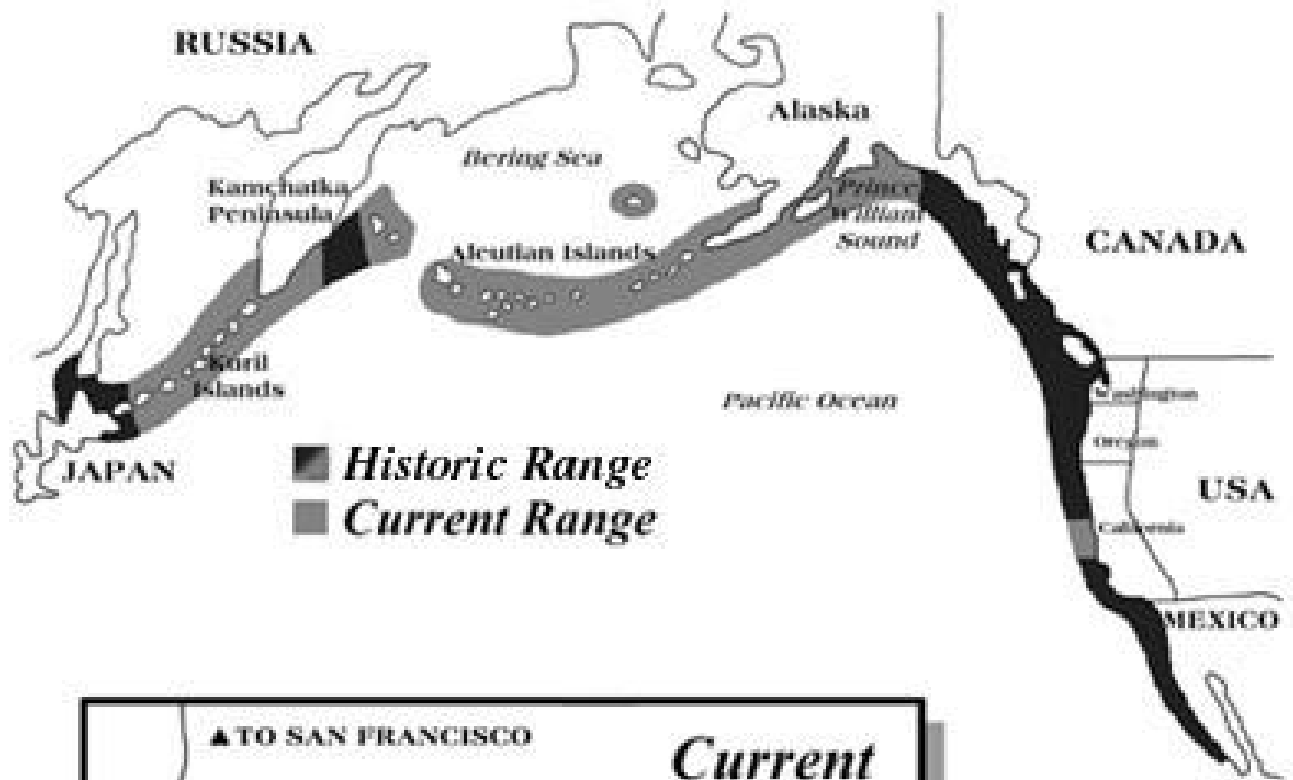 RUSSIA
Alaska
Bering Sea
Kamchatka
Peninsula
Prince
William
Sound
CANADA
Aleutian Islands
Kuril
Islands
Washington
Pacific Ocean
Oregon
JAPAN
Historic Range
USA
Current Range
California
MEXICO
▲TO SAN FRANCISCO
Current